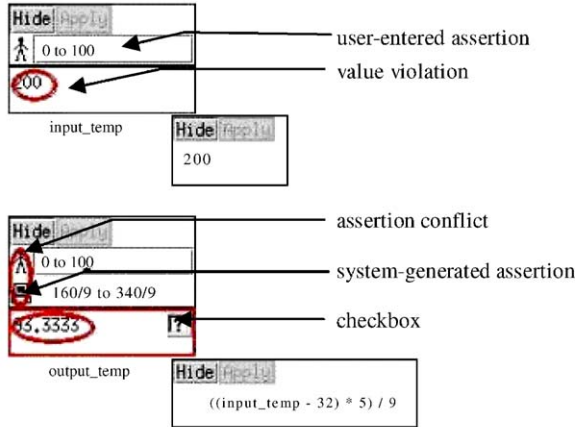 Hide Apply
0 to 100
user-entered assertion
200
value violation
input_temp
Hide Apply
200
Hide Apply
assertion conflict
0 to 100
system-generated assertion
160/9 to 340/9
93.3333
?
checkbox
output_temp
Hide Apply
((input_temp - 32) * 5) / 9